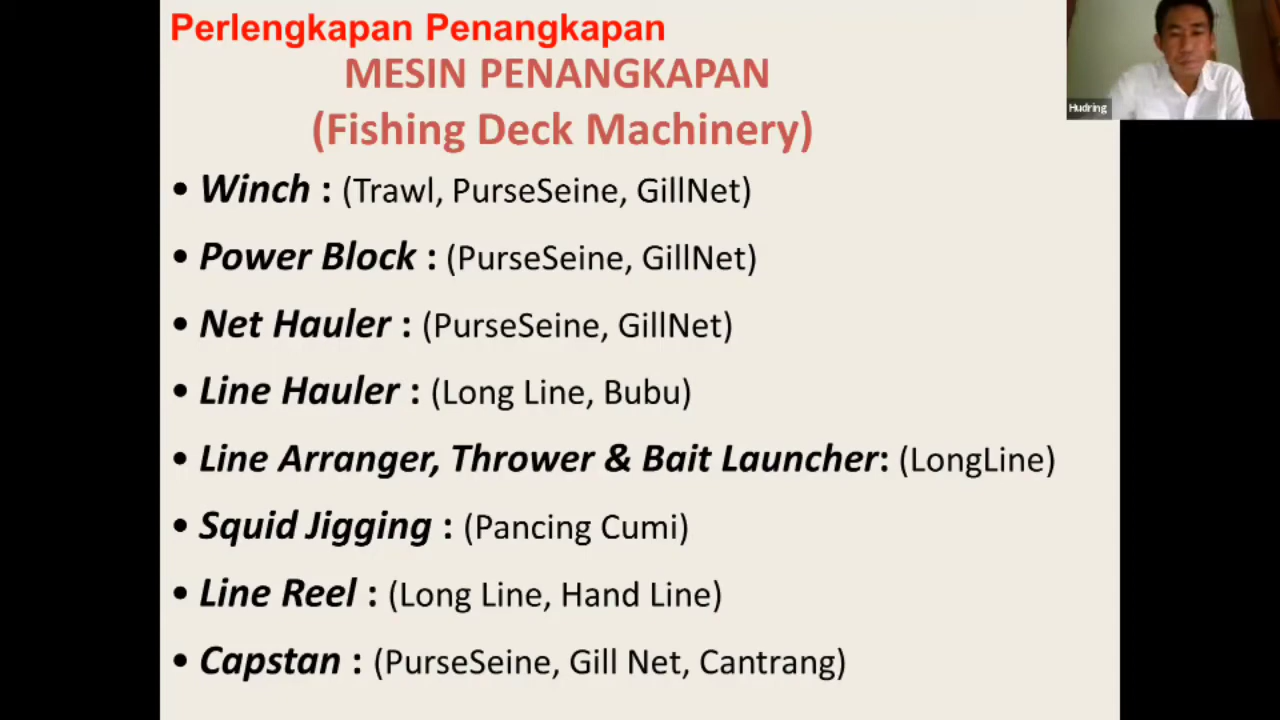 Perlengkapan Penangkapan
MESIN PENANGKAPAN
(Fishing Deck Machinery)
Hudring
• Winch : (Trawl, PurseSeine, GillNet)
• Power Block : (PurseSeine, GillNet)
• Net Hauler : (PurseSeine, GillNet)
• Line Hauler : (Long Line, Bubu)
• Line Arranger, Thrower & Bait Launcher: (LongLine)
• Squid Jigging : (Pancing Cumi)
• Line Reel : (Long Line, Hand Line)
• Capstan : (PurseSeine, Gill Net, Cantrang)